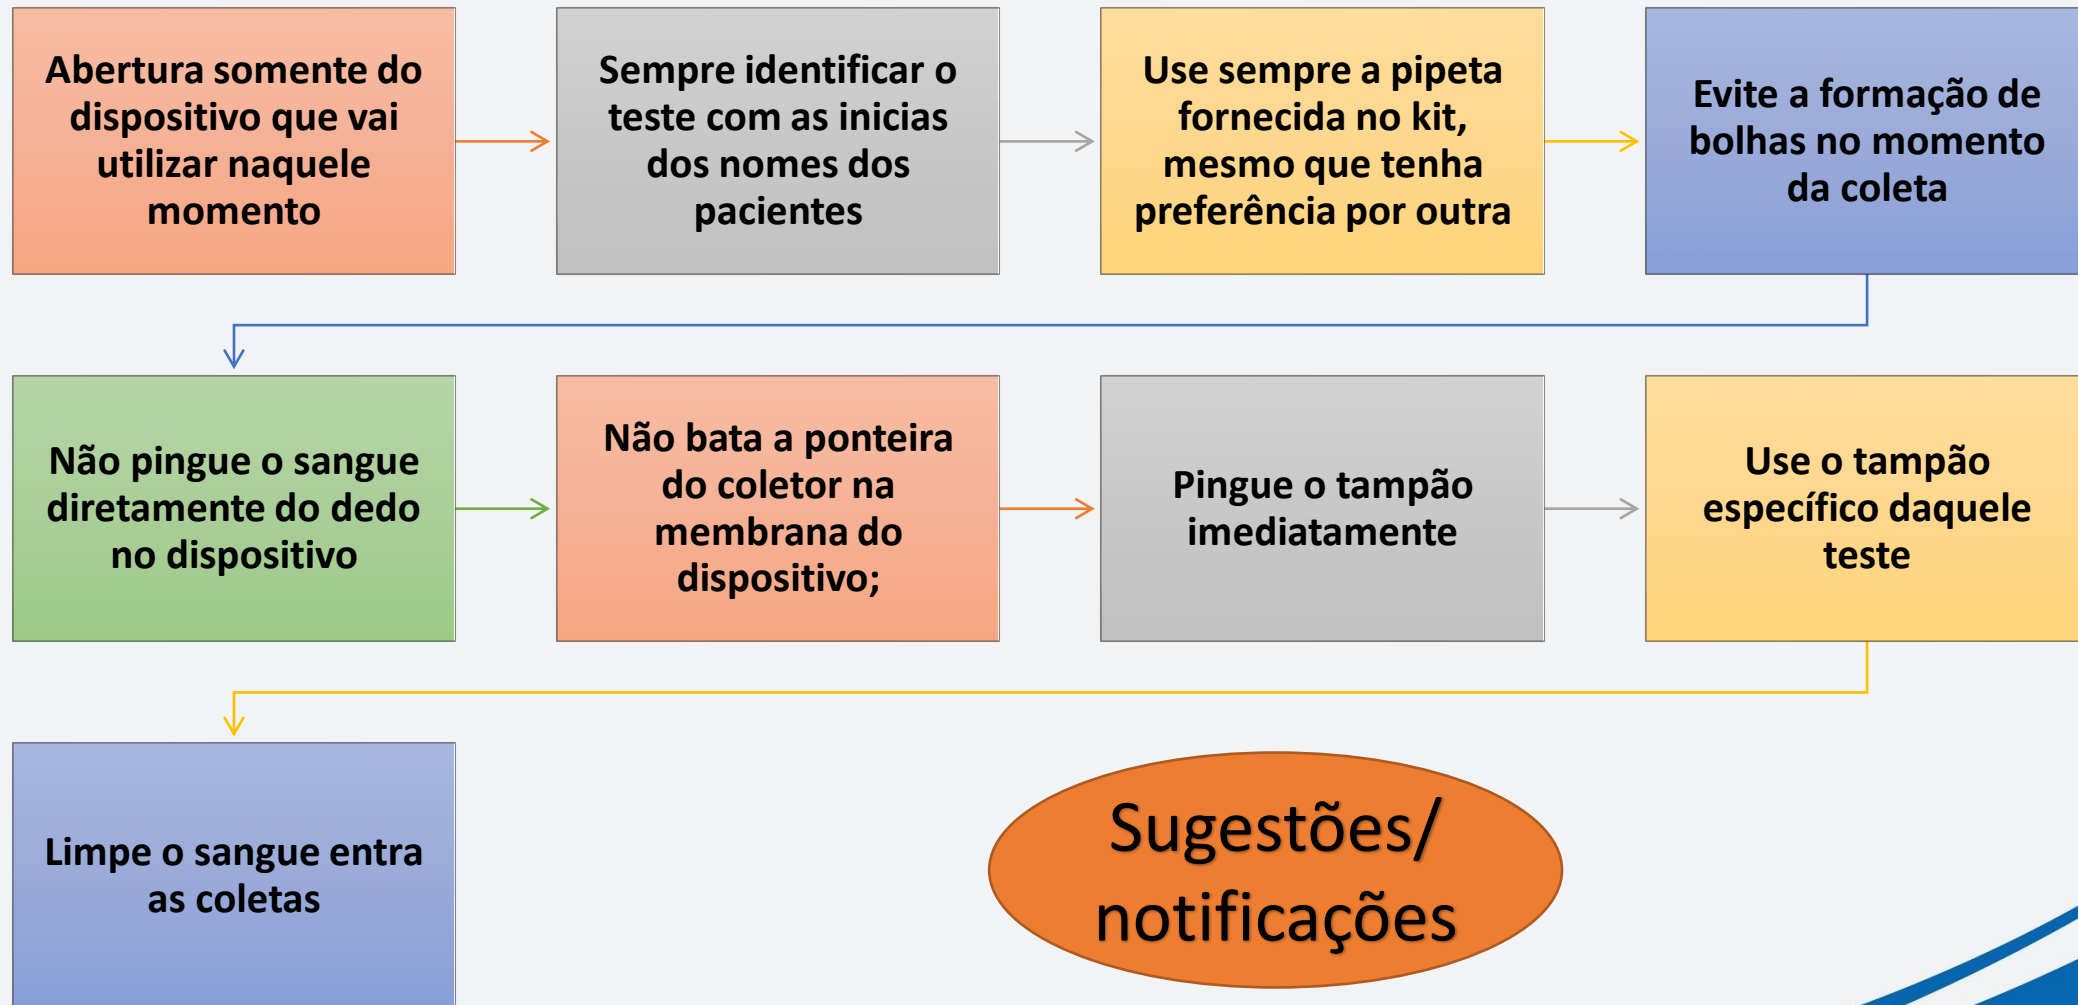 Abertura somente do
dispositivo que vai
utilizar naquele
momento
Sempre identificar o
teste com as inicias
dos nomes dos
pacientes
Use sempre a pipeta
fornecida no kit,
mesmo que tenha
preferência por outra
Evite a formação de
bolhas no momento
da coleta
Não pingue o sangue
diretamente do dedo
no dispositivo
Não bata a ponteira
do coletor na
membrana do
dispositivo;
Pingue o tampão
imediatamente
Use o tampão
específico daquele
teste
Limpe o sangue entra
as coletas
Sugestões/
notificações